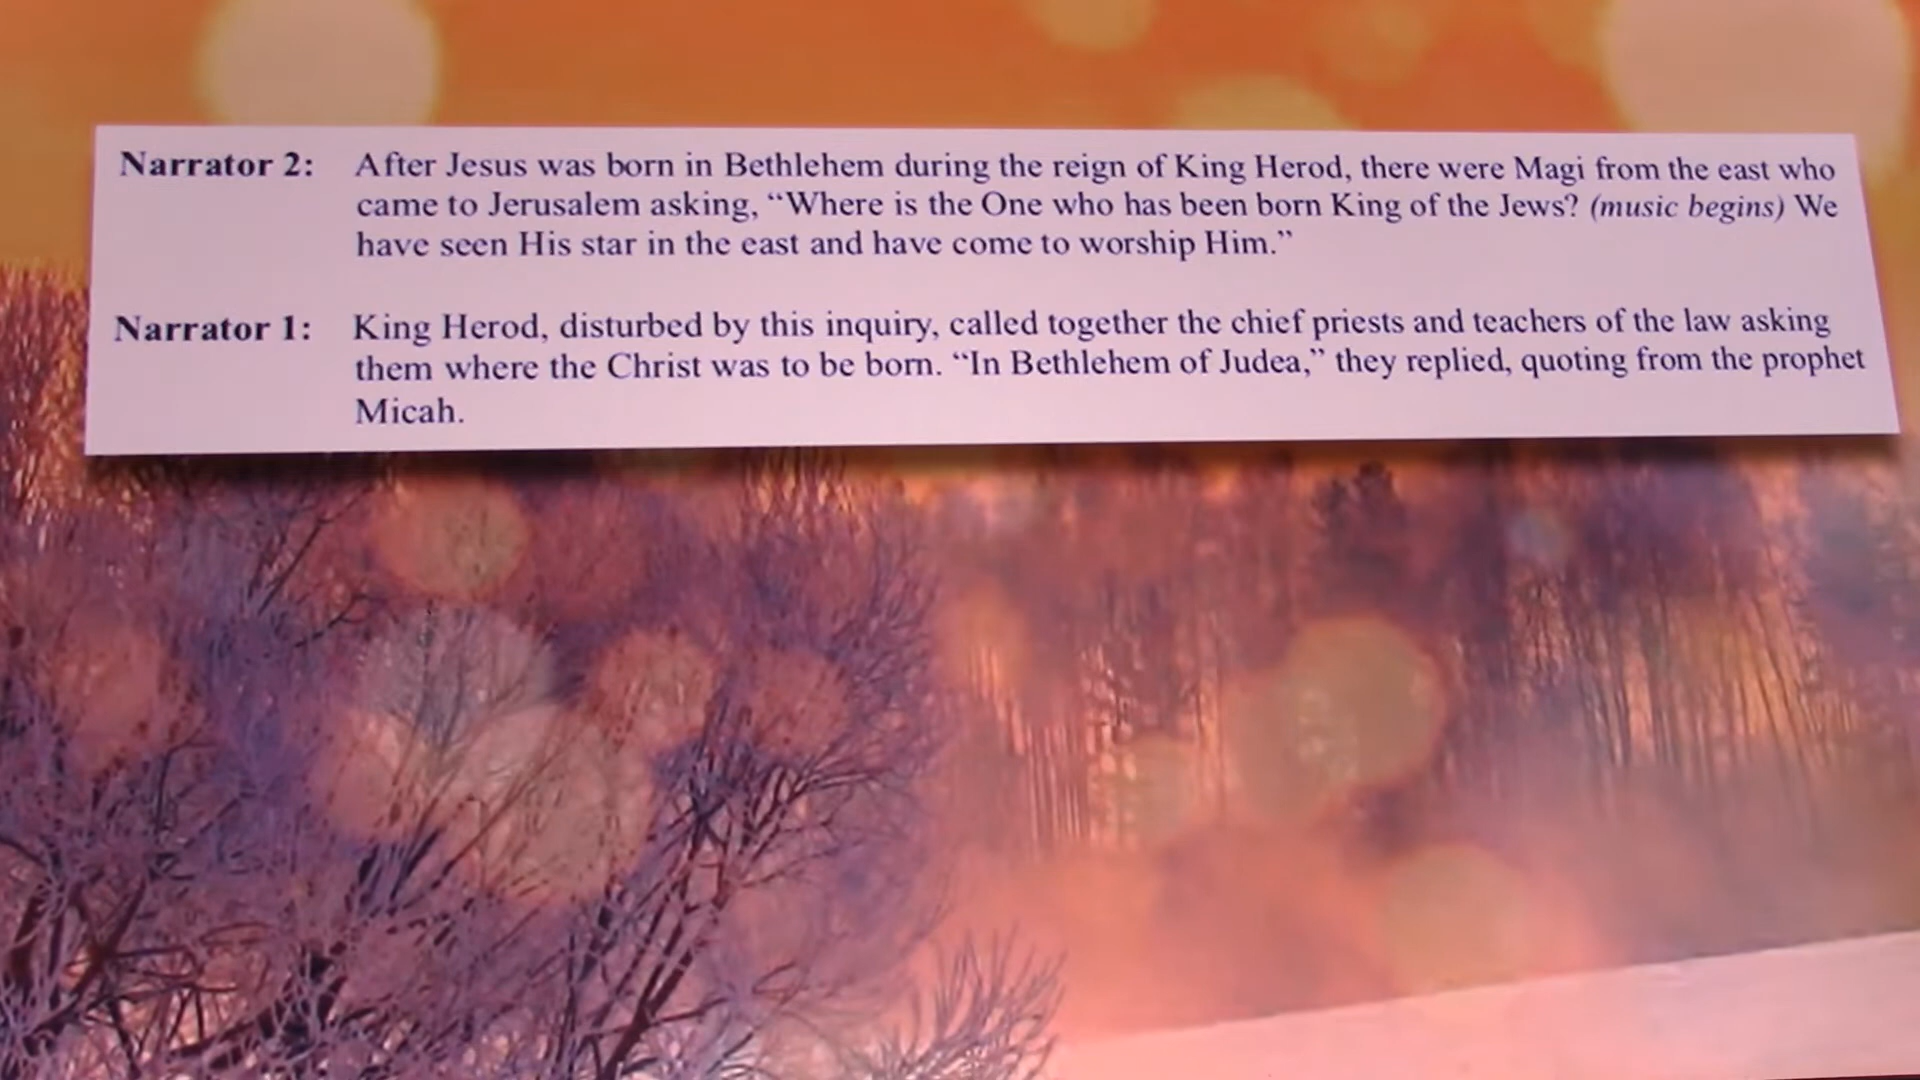 Narrator 2: After Jesus was born in Bethlehem during the reign of King Herod, there were Magi from the east who
came to Jerusalem asking, “Where is the One who has been born King of the Jews? (music begins) We
have seen His star in the east and have come to worship Him.”
Narrator 1: King Herod, disturbed by this inquiry, called together the chief priests and teachers of the law asking
them where the Christ was to be born. “In Bethlehem of Judea,” they replied, quoting from the prophet
Micah.